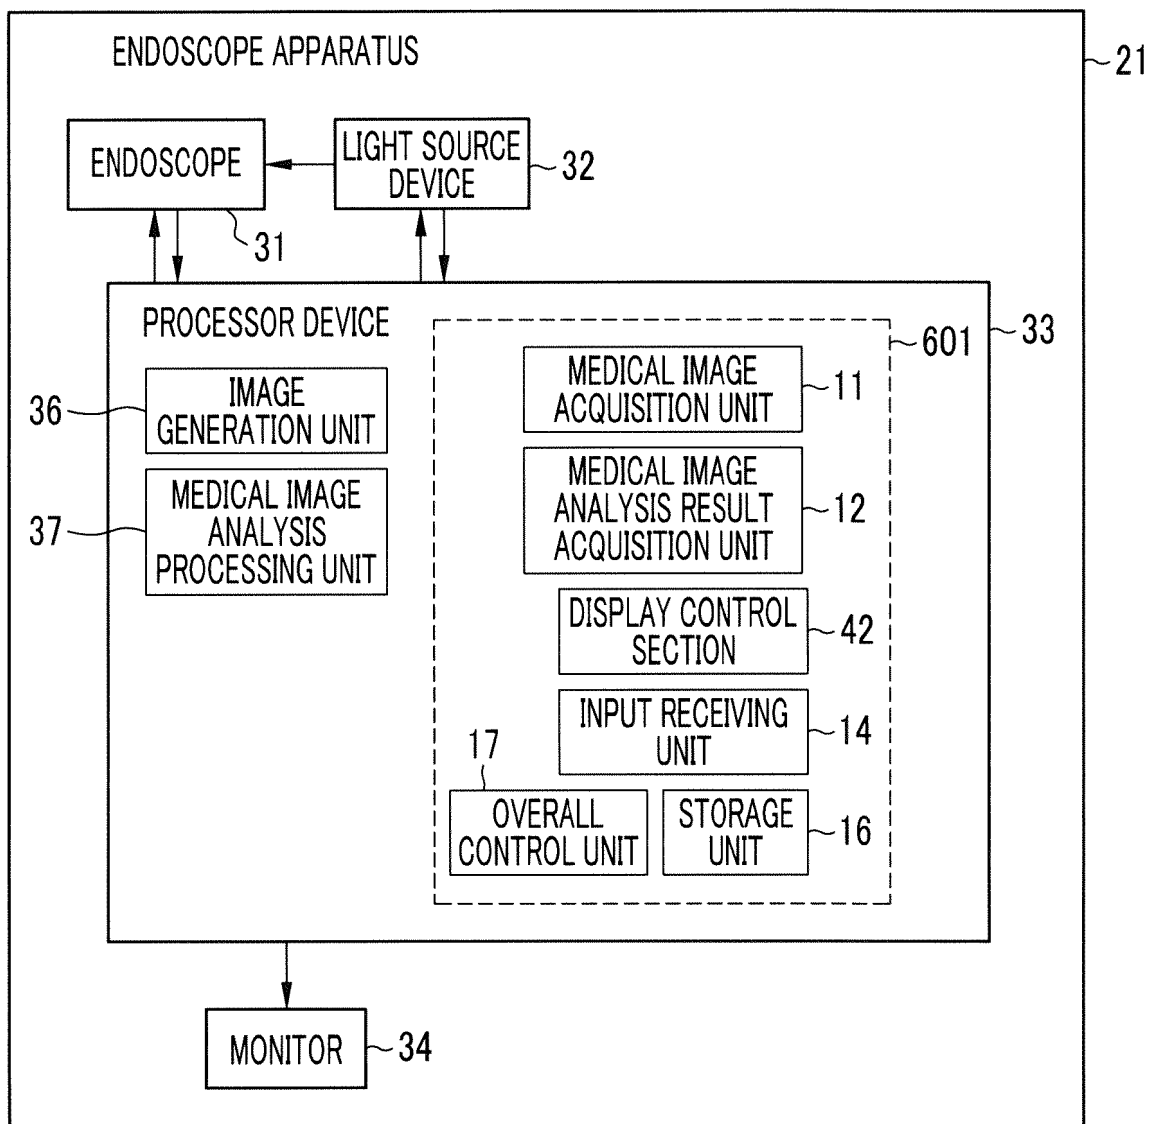 ENDOSCOPE APPARATUS
21
ENDOSCOPE
31
LIGHT SOURCE
DEVICE
32
PROCESSOR DEVICE
33
601
36
IMAGE
GENERATION UNIT
37
MEDICAL IMAGE
ANALYSIS
PROCESSING UNIT
MEDICAL IMAGE
ACQUISITION UNIT
11
MEDICAL IMAGE
ANALYSIS RESULT
ACQUISITION UNIT
12
DISPLAY CONTROL
SECTION
42
INPUT RECEIVING
UNIT
14
17
OVERALL
CONTROL UNIT
STORAGE
UNIT
16
MONITOR
34